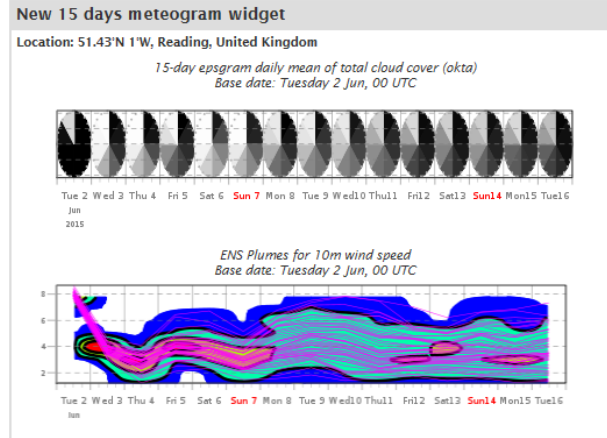 New 15 days meteogram widget
Location: 51.43'N 1'W, Reading, United Kingdom
15-day epsgram daily mean of total cloud cover (okta)
Base date: Tuesday 2 Jun, 00 UTC
Tue 2 Wed 3 Thu 4 Fri 5 Sat 6 Sun 7 Mon 8 Tue 9 Wed10 Thu11 Fri12 Sat13 Sun14 Mon15 Tue16
Jun
2015
ENS Plumes for 10m wind speed
Base date: Tuesday 2 Jun, 00 UTC
8
6
4
2
Tue 2 Wed 3 Thu 4 Fri 5 Sat 6 Sun 7 Mon 8 Tue 9 Wed10 Thu11 Fri12 Sat13 Sun14 Mon15 Tue16
Jun